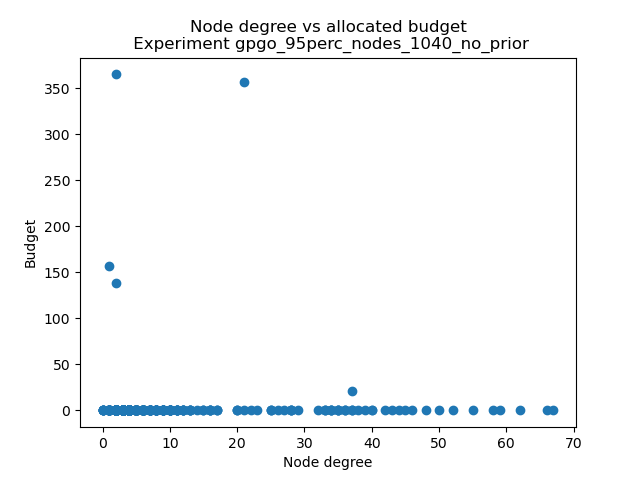 Node degree vs allocated budget
Experiment gpgo_95perc_nodes_1040_no_prior
350
300
250
200
150
100
50
0
Budget
0 10 20 30 40 50 60 70
Node degree